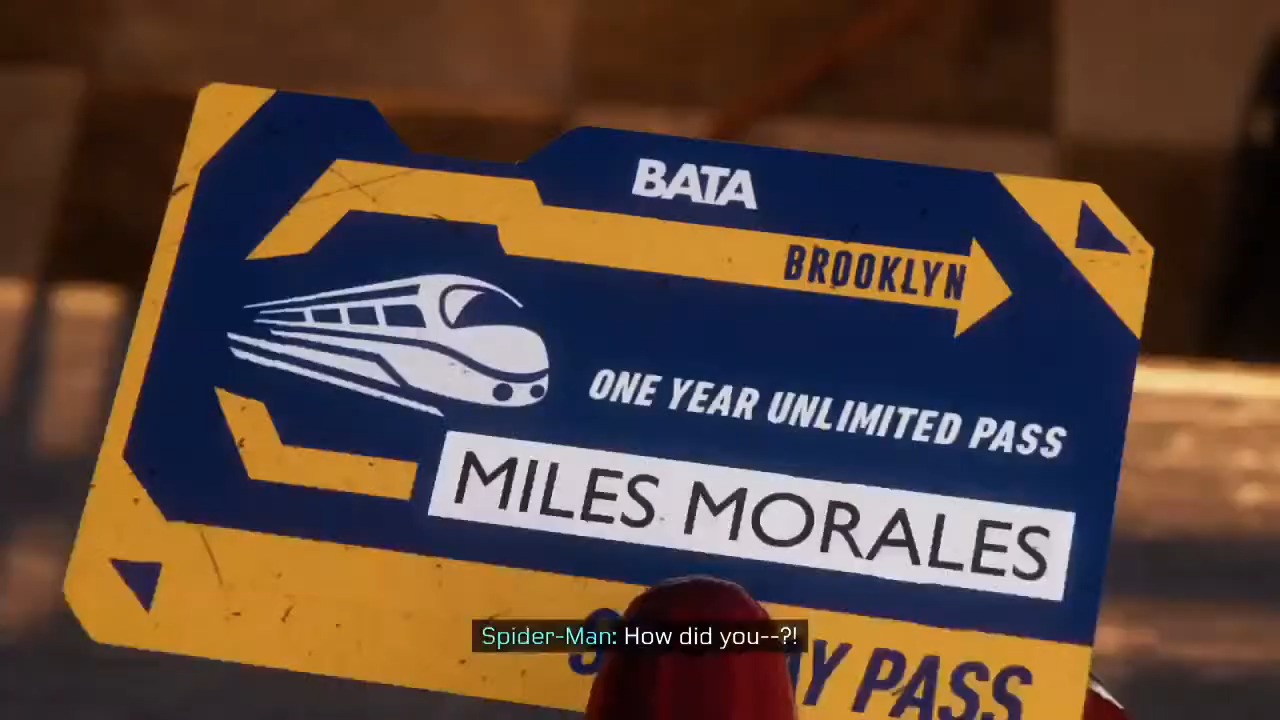 BATA
BROOKLYN
ONE YEAR UNLIMITED PASS
MILES MORALES
PASS
Spider-Man: How did you--?!